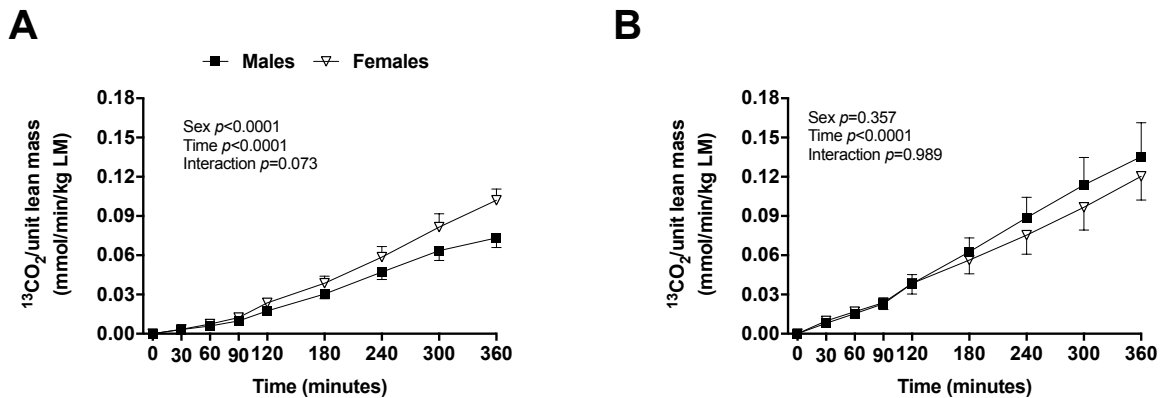 A
Males Females
0.18
0.15
0.12
0.09
0.06
0.03
0.00
¹³CO₂/unit lean mass
(mmol/min/kg LM)
Sex p<0.0001
Time p<0.0001
Interaction p=0.073
0 30 60 90 120 180 240 300 360
Time (minutes)
B
0.18
0.15
0.12
0.09
0.06
0.03
0.00
¹³CO₂/unit lean mass
(mmol/min/kg LM)
Sex p=0.357
Time p<0.0001
Interaction p=0.989
0 30 60 90 120 180 240 300 360
Time (minutes)